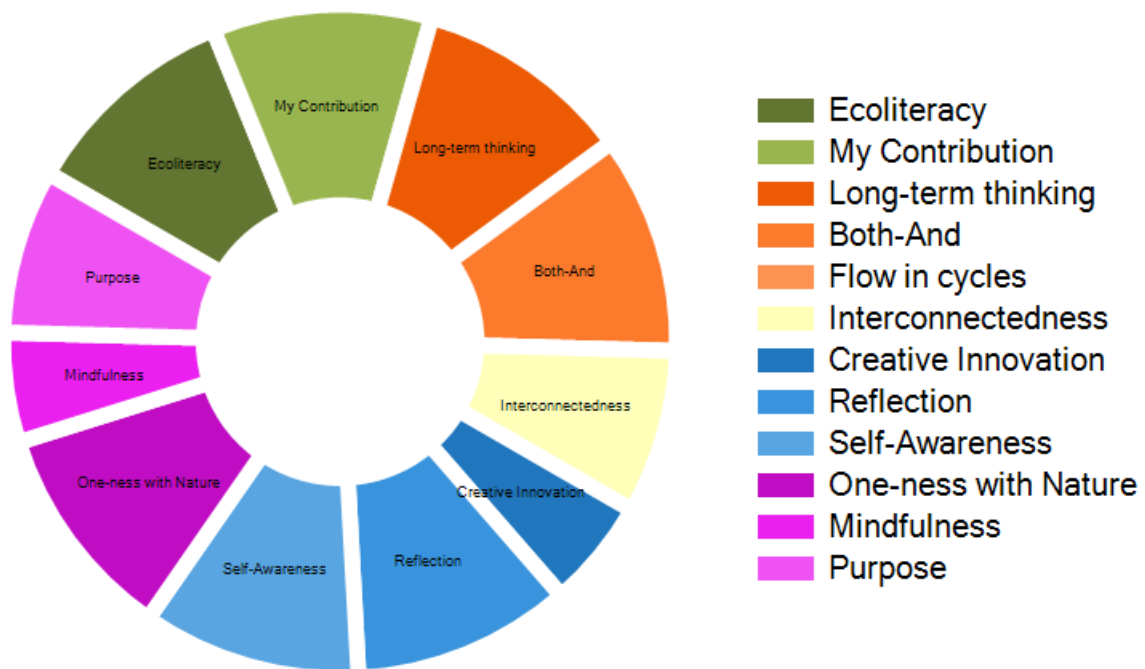 My Contribution
Long-term thinking
Ecoliteracy
Both-And
Purpose
Mindfulness
Interconnectedness
One-ness with Nature
Creative Innovation
Self-Awareness
Reflection
Ecoliteracy
My Contribution
Long-term thinking
Both-And
Flow in cycles
Interconnectedness
Creative Innovation
Reflection
Self-Awareness
One-ness with Nature
Mindfulness
Purpose